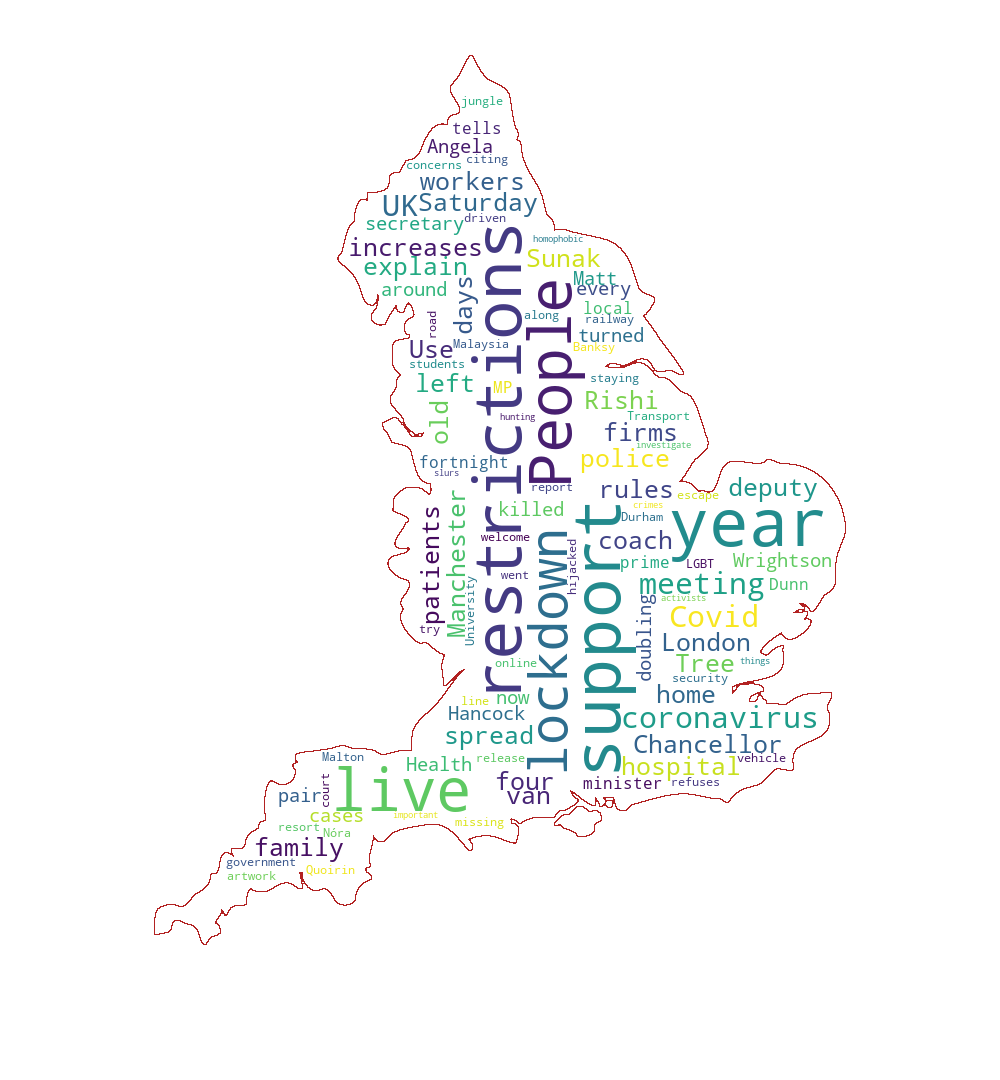 jungle
tells
Angela
citing
concerns
workers
UK
Saturday
secretary
driven
homophobic
increases
Sunak
explain
Matt
around
days
every
local
road
along
railway
turned
Use
Malaysia
Banksy
students
left
MP
staying
restrictions
People
Rishi
old
hunting
Transport
firms
investigate
fortnight
police
slurs
report
rules
escape
deputy
killed
crimes
year
Durham
patients
Manchester
welcome
coach
hijacked
prime
LGBT
Wrightson
went
meeting
Dunn
University
activists
try
lockdown
support
doubling
Covid
London
online
Tree
things
security
line
now
home
Hancock
coronavirus
spread
Chancellor
Malton
Health
release
vehicle
hospital
live
four
minister
refuses
court
pair
van
cases
important
missing
resort
Nóra
family
government
Quoirin
artwork